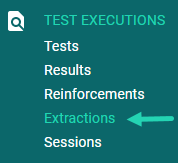 TEST EXECUTIONS
Tests
Results
Reinforcements
Extractions
Sessions